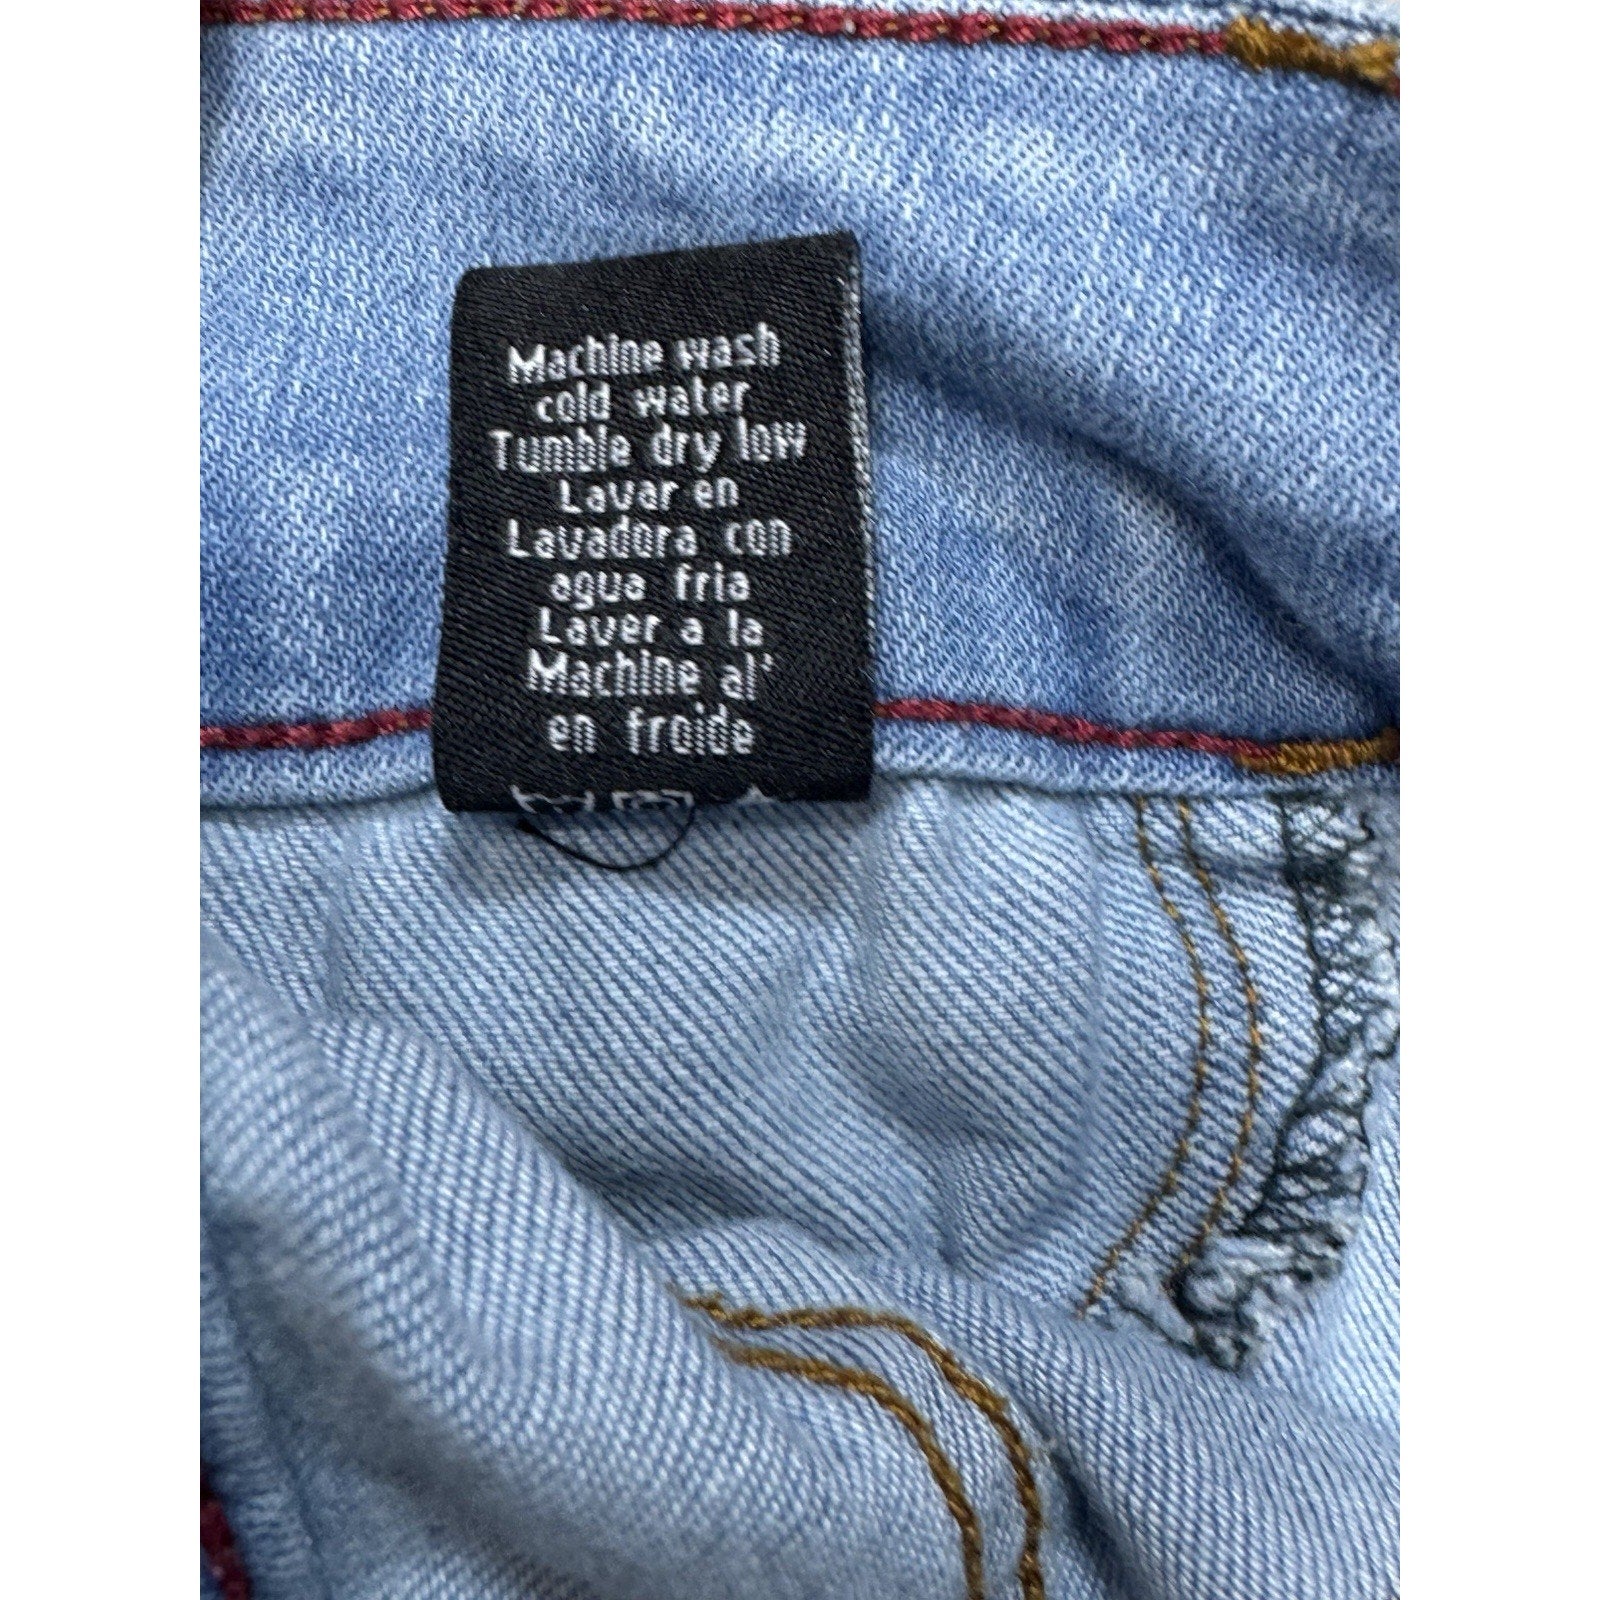 Machine wash
cold water
Tumble dry low
Lavar en
Lavadora con
agua fria
Laver a la
Machine al'
en froide